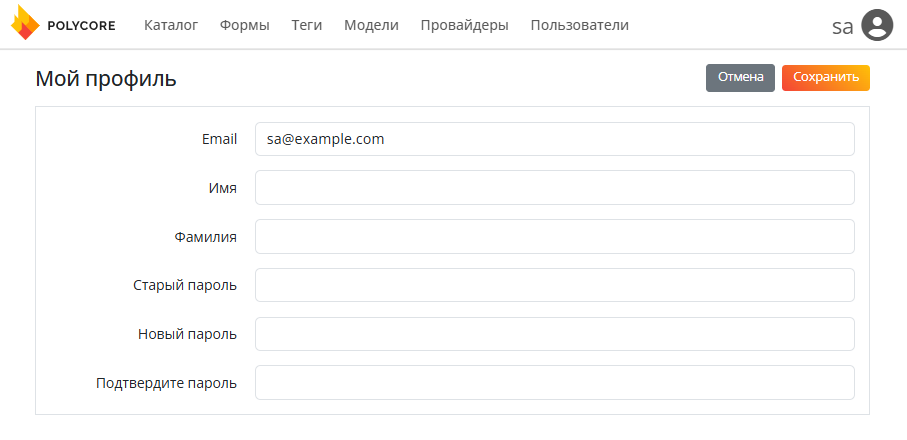 POLYCORE Каталог Формы Теги Модели Провайдеры Пользователи sa
Мой профиль Отмена Сохранить
Email sa@example.com
Имя
Фамилия
Старый пароль
Новый пароль
Подтвердите пароль